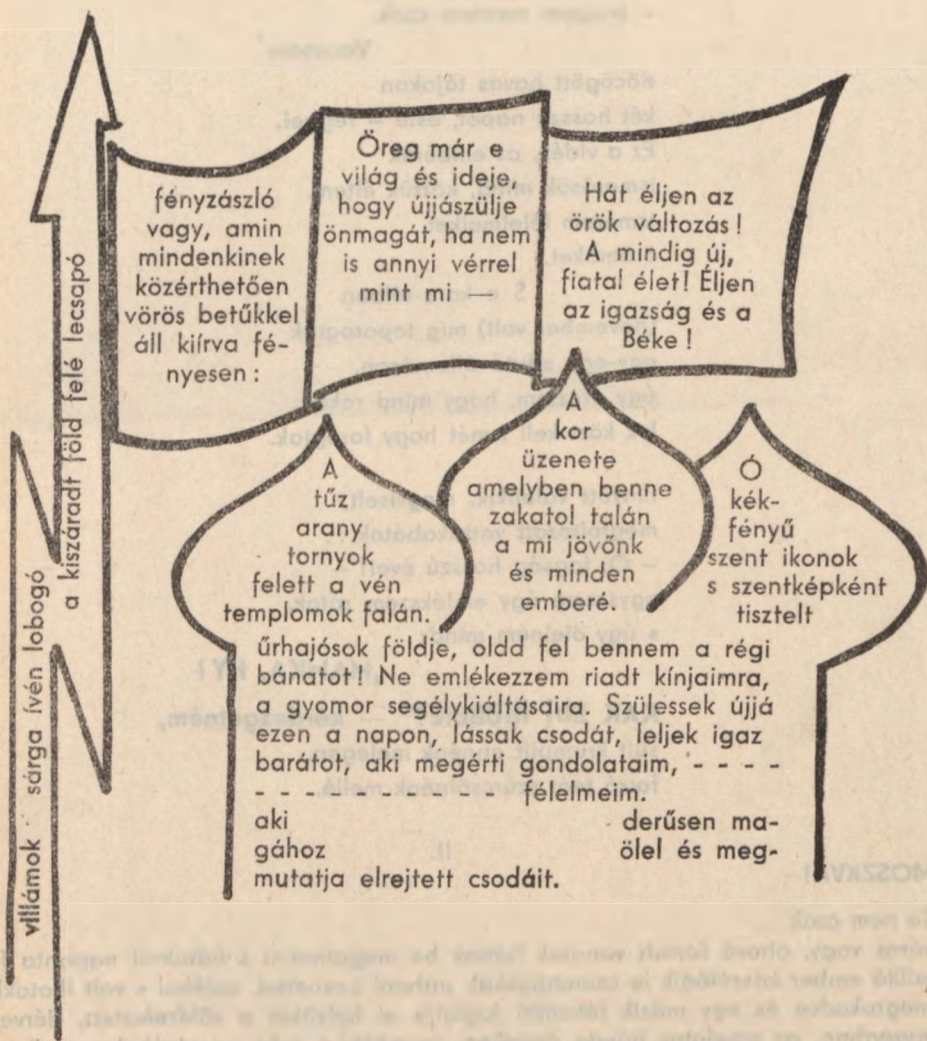 villámok sárga ívén lobogó
a kiszáradt föld felé lecsapó
fényzászló
vagy, amin
mindenkinek
közérthetően
vörös betűkkel
áll kiírva fé-
nyesen :
Öreg már e
világ és ideje,
hogy újjászülje
önmagát, ha nem
is annyi vérrel
mint mi —
Hát éljen az
örök változás !
A mindig új,
fiatal élet! Éljen
az igazság és a
Béke !
A
tűz
arany
tornyok
felett a vén
templomok falán.
A
kor
üzenete
amelyben benne
zakatol talán
a mi jövőnk
és minden
emberé.
Ó
kék-
fényű
szent ikonok
s szentképként
tisztelt
űrhajósok földje, oldd fel bennem a régi
bánatot! Ne emlékezzem riadt kínjaimra,
a gyomor segélykiáltásaira. Szülessek újjá
ezen a napon, lássak csodát, leljek igaz
barátot, aki megérti gondolataim, - - - -
- - - - - - - - - - - - - félelmeim.
aki derűsen ma-
gához ölel és meg-
mutatja elrejtett csodáit.